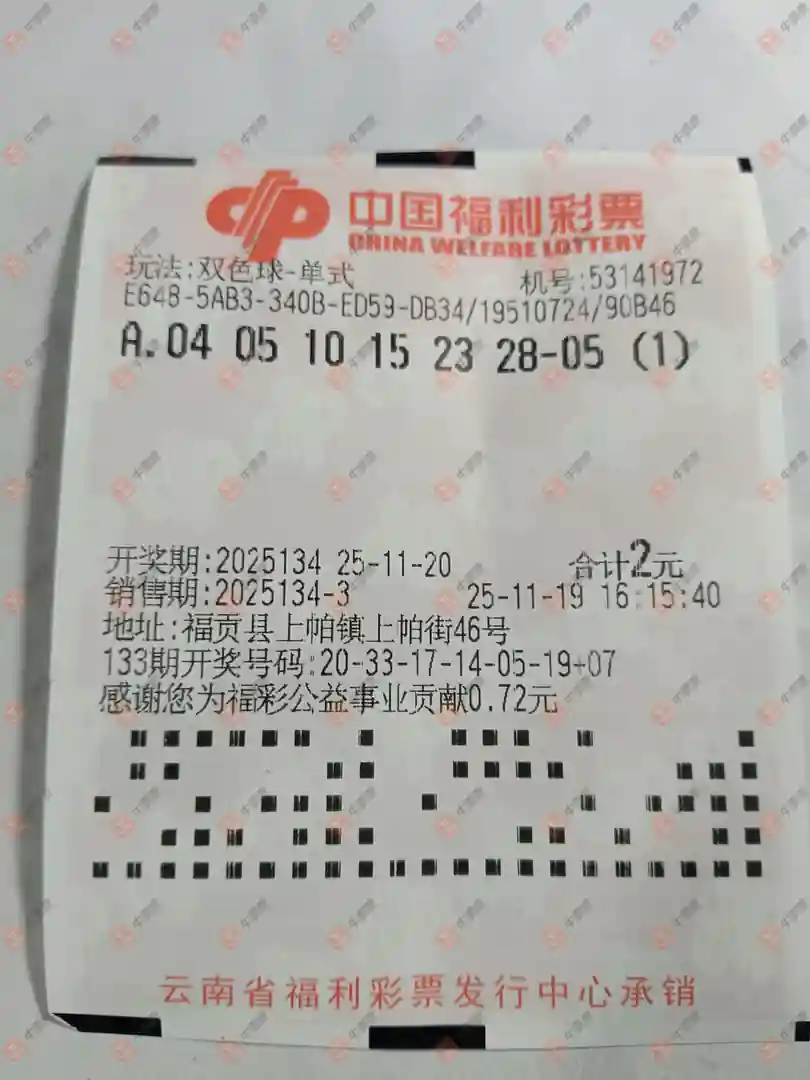 中国福利彩票
CHINA WELFARE LOTTERY
玩法:双色球-单式 机号:53141972
E648-5AB3-340B-ED59-DB34/19510724/90B46
A.04 05 10 15 23 28-05 (1)
开奖期:2025134 25-11-20 合计2元
销售期:2025134-3 25-11-19 16:15:40
地址:福贡县上帕镇上帕街46号
133期开奖号码:20-33-17-14-05-19+07
感谢您为福彩公益事业贡献0.72元
云南省福利彩票发行中心承销